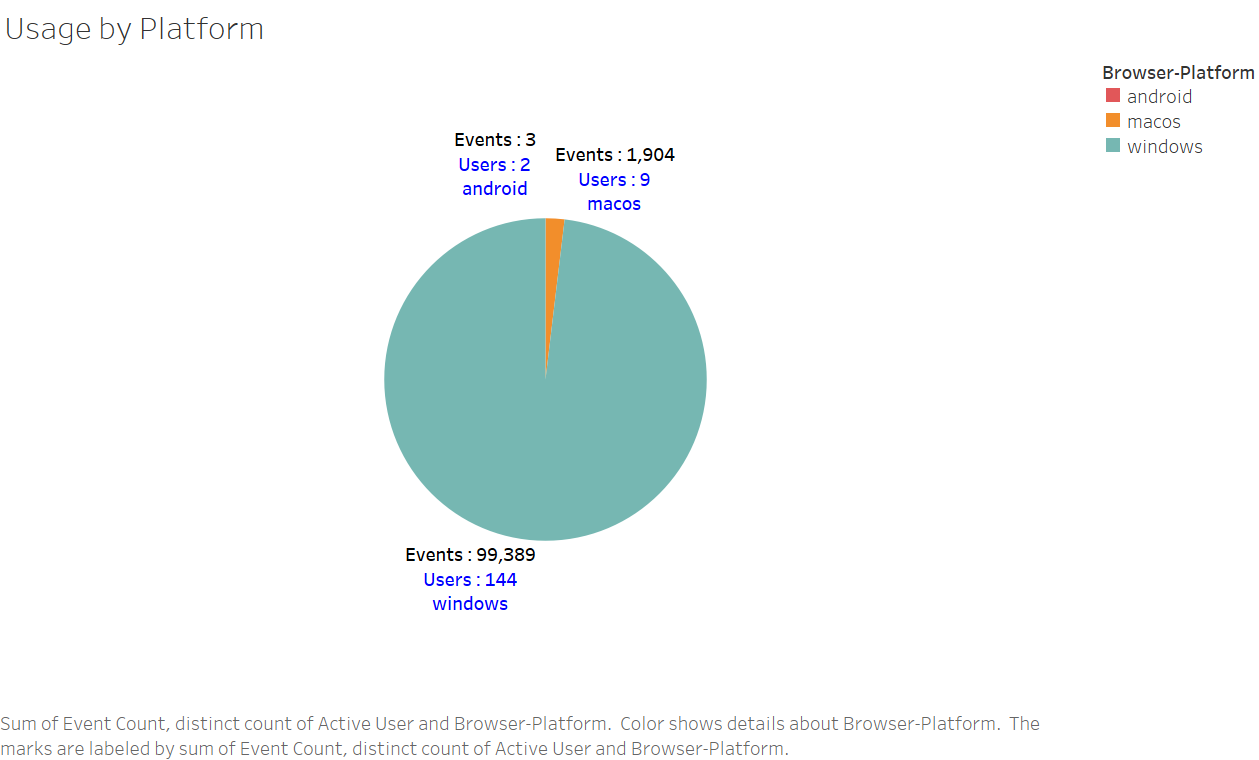 Usage by Platform
Browser-Platform
android
macos
windows
Events : 3
Users : 2
android
Events : 1,904
Users : 9
macos
Events : 99,389
Users : 144
windows
Sum of Event Count, distinct count of Active User and Browser-Platform.  Color shows details about Browser-Platform.  The
marks are labeled by sum of Event Count, distinct count of Active User and Browser-Platform.